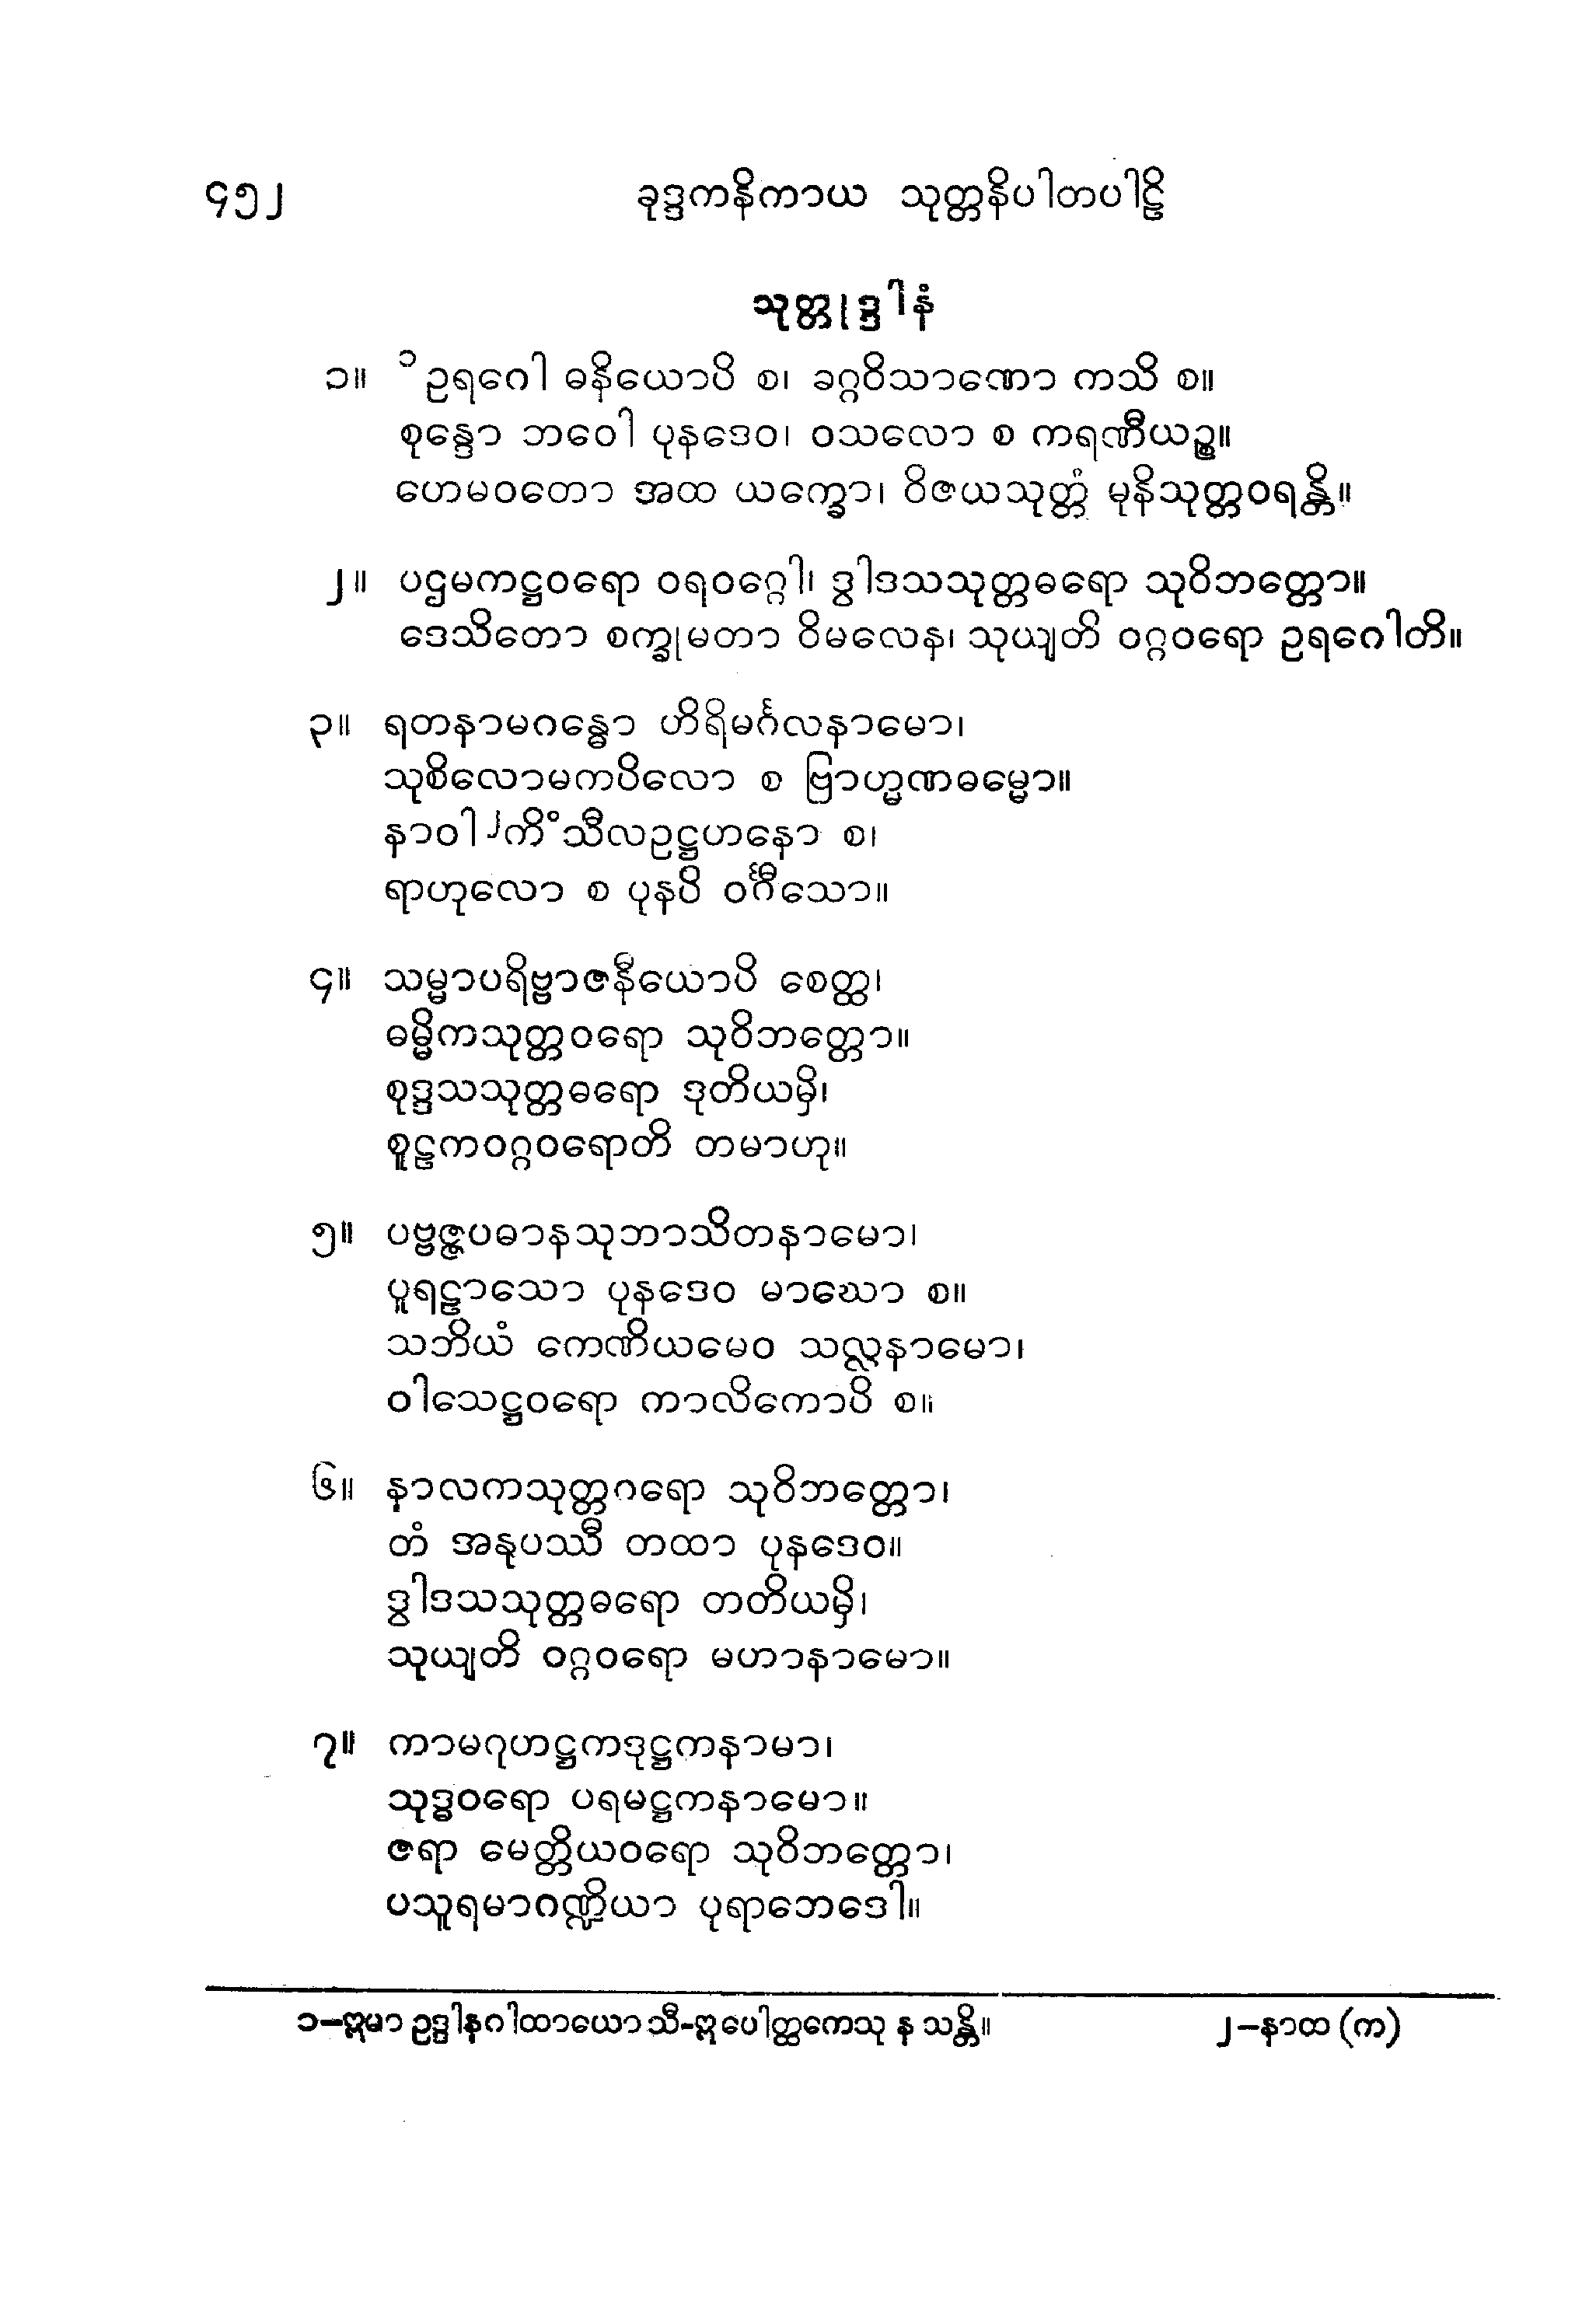 ၄၅၂ ခုဒ္ဒကနိကာယ သုတ္တနိပါတပါဠိ
သုတ္တုဒ္ဒါနံ
၁။ ၁ဥရဂေါ ဓနိယောပိ စ၊ ခဂ္ဂဝိသာဏော ကသိ စ။
စုန္ဒော ဘဝေါ ပုနဒေဝ၊ ဝသလော စ ကရဏီယဉ္စ။
ဟေမဝတော အထ ယက္ခော၊ ဝိဇယသုတ္တံ မုနိသုတ္တဝရန္တိ။
၂။ ပဌမကဋ္ဌဝရော ဝရဝဂ္ဂေါ၊ ဒွါဒသသုတ္တဓရော သုဝိဘတ္တော။
ဒေသိတော စက္ခုမတာ ဝိမလေန၊ သုယျတိ ဝဂ္ဂဝရော ဥရဂေါတိ။
၃။ ရတနာမဂန္ဓော ဟိရိမင်္ဂလနာမော၊
သုစိလောမကပိလော စ ဗြာဟ္မဏဓမ္မော။
နာဝါ၂ကိံသီလဥဋ္ဌဟနော စ၊
ရာဟုလော စ ပုနပိ ဝင်္ဂီသော။
၄။ သမ္မာပရိဗ္ဗာဇနီယောပိ စေတ္ထ၊
ဓမ္မိကသုတ္တဝရော သုဝိဘတ္တော။
စုဒ္ဒသသုတ္တဓရော ဒုတိယမှိ၊
စူဠကဝဂ္ဂဝရောတိ တမာဟု။
၅။ ပဗ္ဗဇ္ဇပဓာနသုဘာသိတနာမော၊
ပူရဠာသော ပုနဒေဝ မာဃော စ။
သဘိယံ ကေဏိယမေဝ သလ္လနာမော၊
ဝါသေဋ္ဌဝရော ကာလိကောပိ စ။
၆။ နာလကသုတ္တဂရော သုဝိဘတ္တော၊
တံ အနုပဿီ တထာ ပုနဒေဝ။
ဒွါဒသသုတ္တဓရော တတိယမှိ၊
သုယျတိ ဝဂ္ဂဝရော မဟာနာမော။
၇။ ကာမဂုဟဋ္ဌကဒုဋ္ဌကနာမာ၊
သုဒ္ဓဝရော ပရမဋ္ဌကနာမော။
ဇရာ မေတ္တိယဝရော သုဝိဘတ္တော၊
ပသူရမာဂဏ္ဍိယာ ပုရာဘေဒေါ။
၁–ဣမာ ဥဒ္ဒါနဂါထာယော သီ-ဣပေါတ္ထကေသု န သန္တိ။ ၂–နာထ (က)